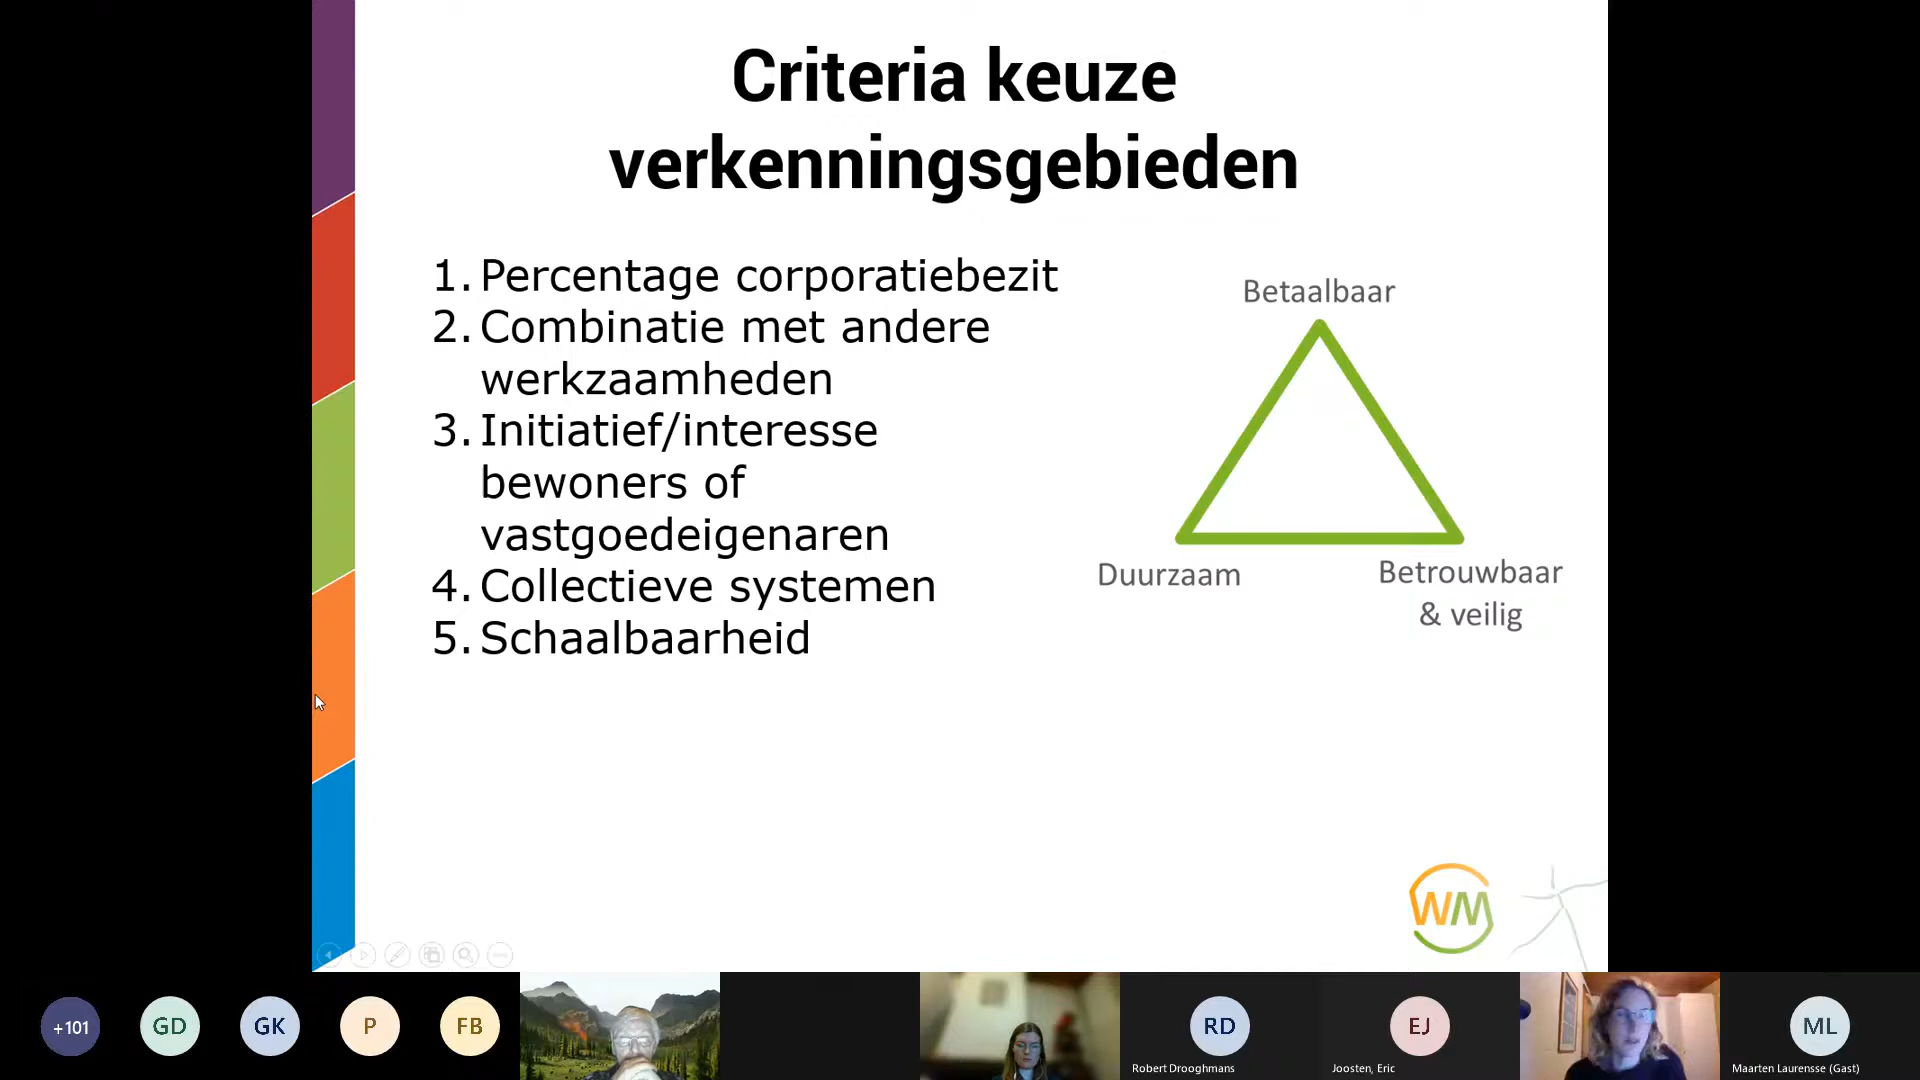 Criteria keuze
verkenningsgebieden
1. Percentage corporatiebezit
2. Combinatie met andere
werkzaamheden
3. Initiatief/interesse
bewoners of
vastgoedeigenaren
4. Collectieve systemen
5. Schaalbaarheid
Betaalbaar
Duurzaam
Betrouwbaar
& veilig
WM
+101
GD
GK
P
FB
RD
Robert Drooghmans
EJ
Joosten, Eric
ML
Maarten Laurensse (Gast)